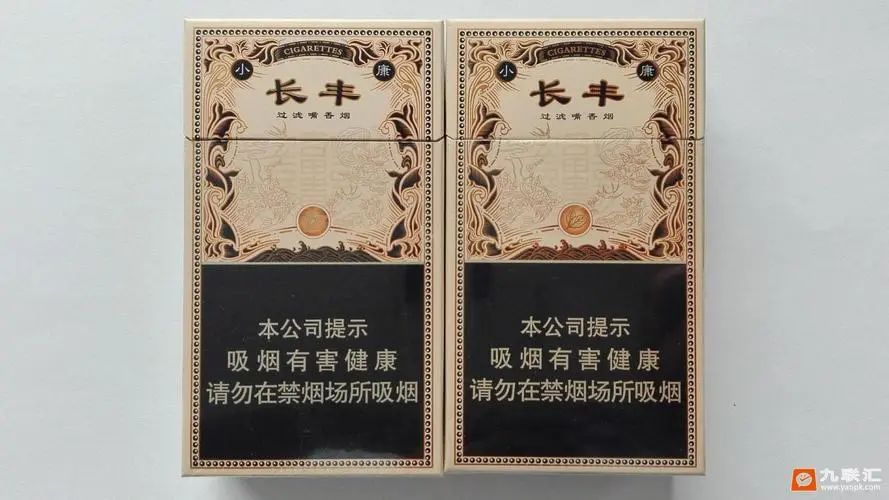 CIGARETTES
小 康
长丰
过滤嘴香烟
本公司提示
吸烟有害健康
请勿在禁烟场所吸烟
CIGARETTES
小 康
长丰
过滤嘴香烟
本公司提示
吸烟有害健康
请勿在禁烟场所吸烟
九联汇
www.yanpk.com